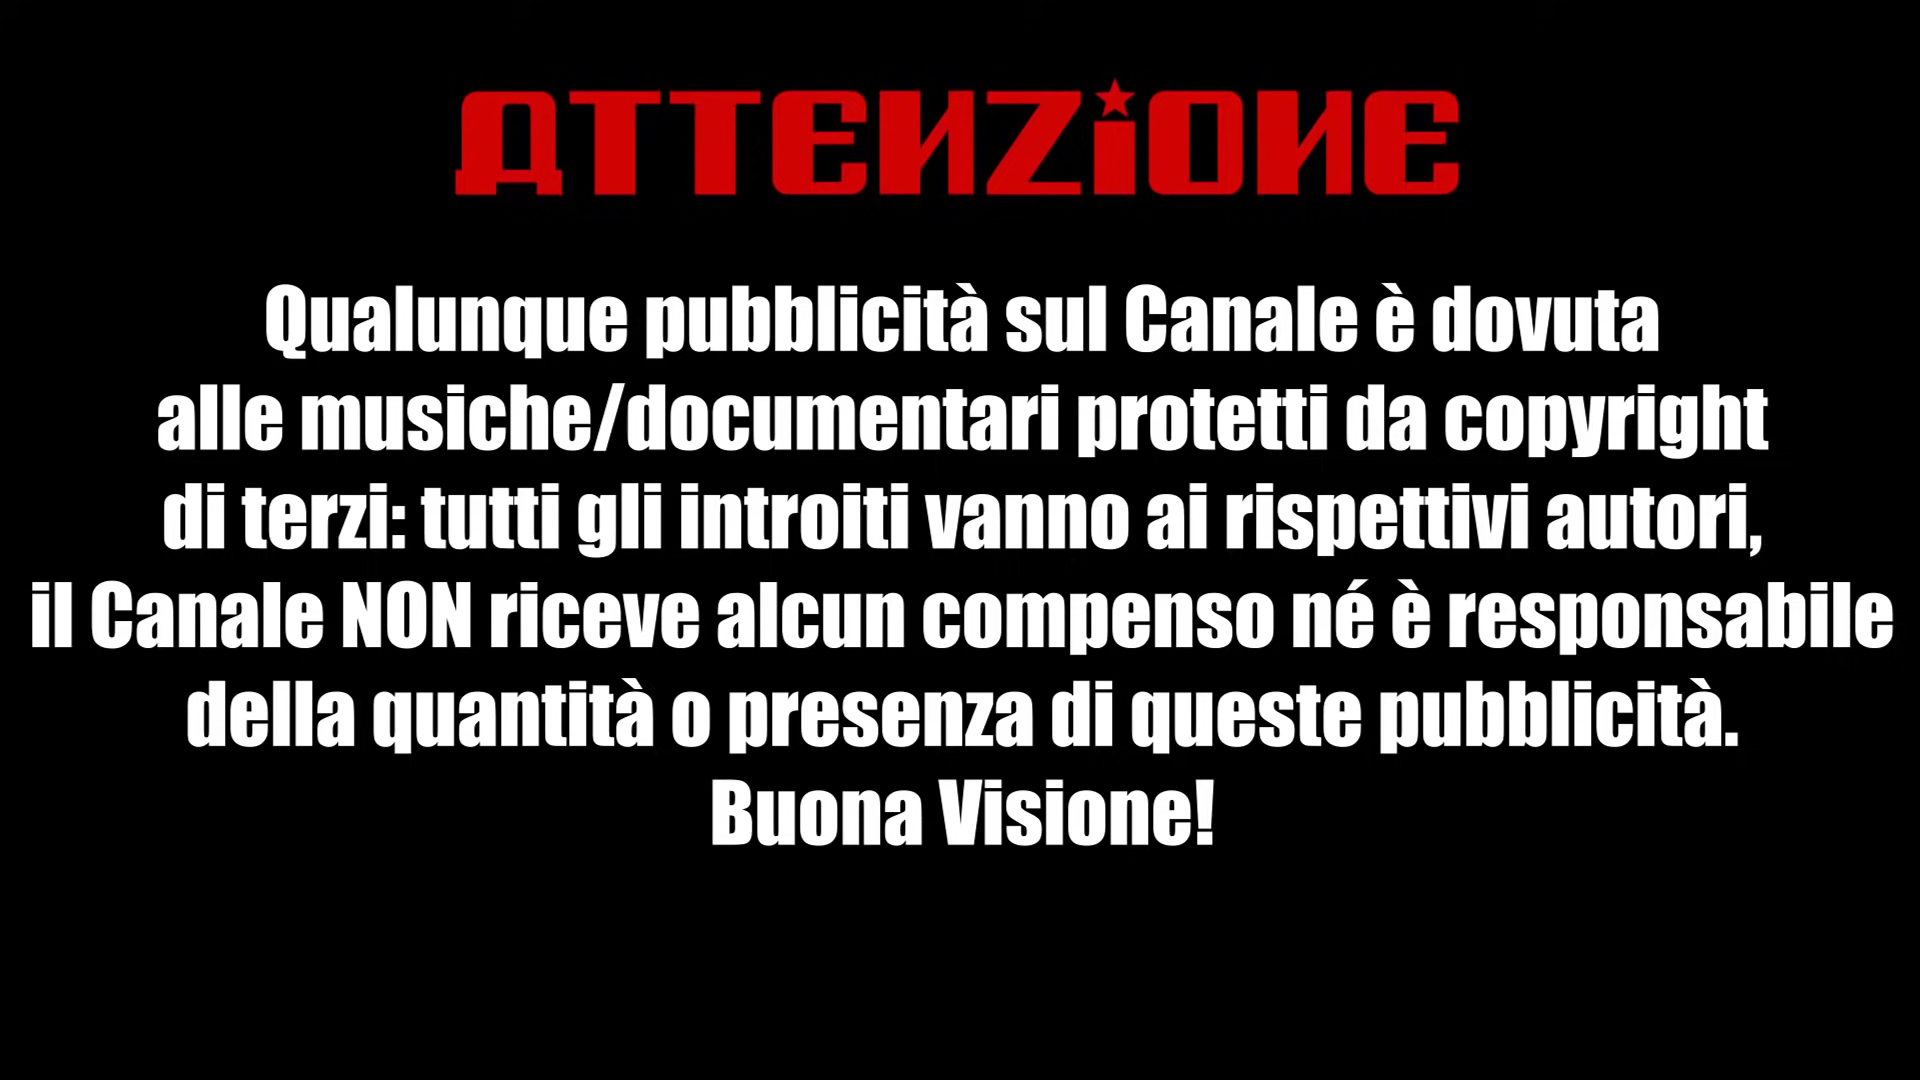 ATTENZiONE
Qualunque pubblicità sul Canale è dovuta
alle musiche/documentari protetti da copyright
di terzi: tutti gli introiti vanno ai rispettivi autori,
il Canale NON riceve alcun compenso né è responsabile
della quantità o presenza di queste pubblicità.
Buona Visione!